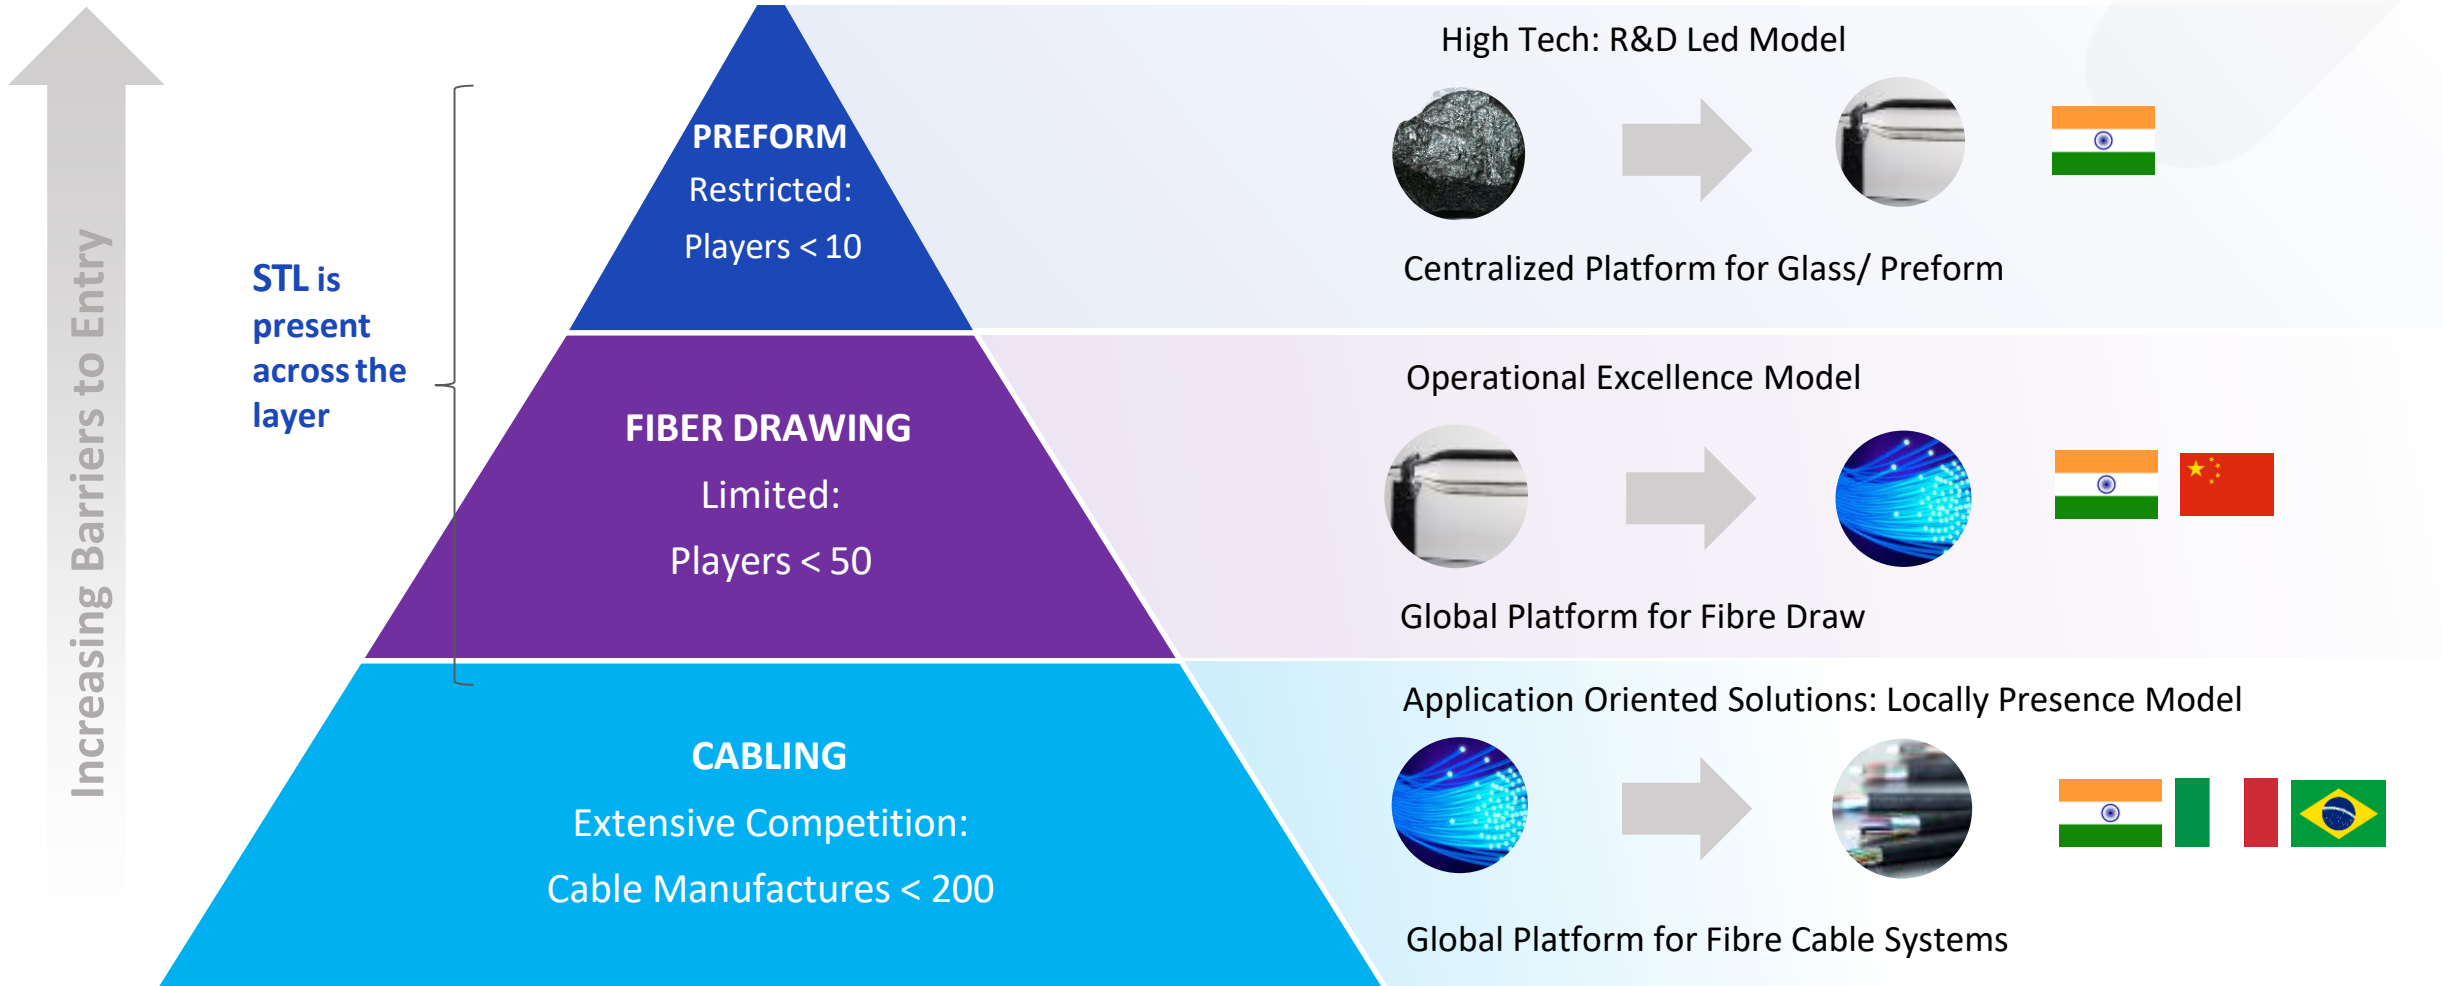 Increasing Barriers to Entry
STL is
present
across the
layer
PREFORM
Restricted:
Players < 10
High Tech: R&D Led Model
Centralized Platform for Glass/ Preform
FIBER DRAWING
Limited:
Players < 50
Operational Excellence Model
Global Platform for Fibre Draw
CABLING
Extensive Competition:
Cable Manufactures < 200
Application Oriented Solutions: Locally Presence Model
Global Platform for Fibre Cable Systems